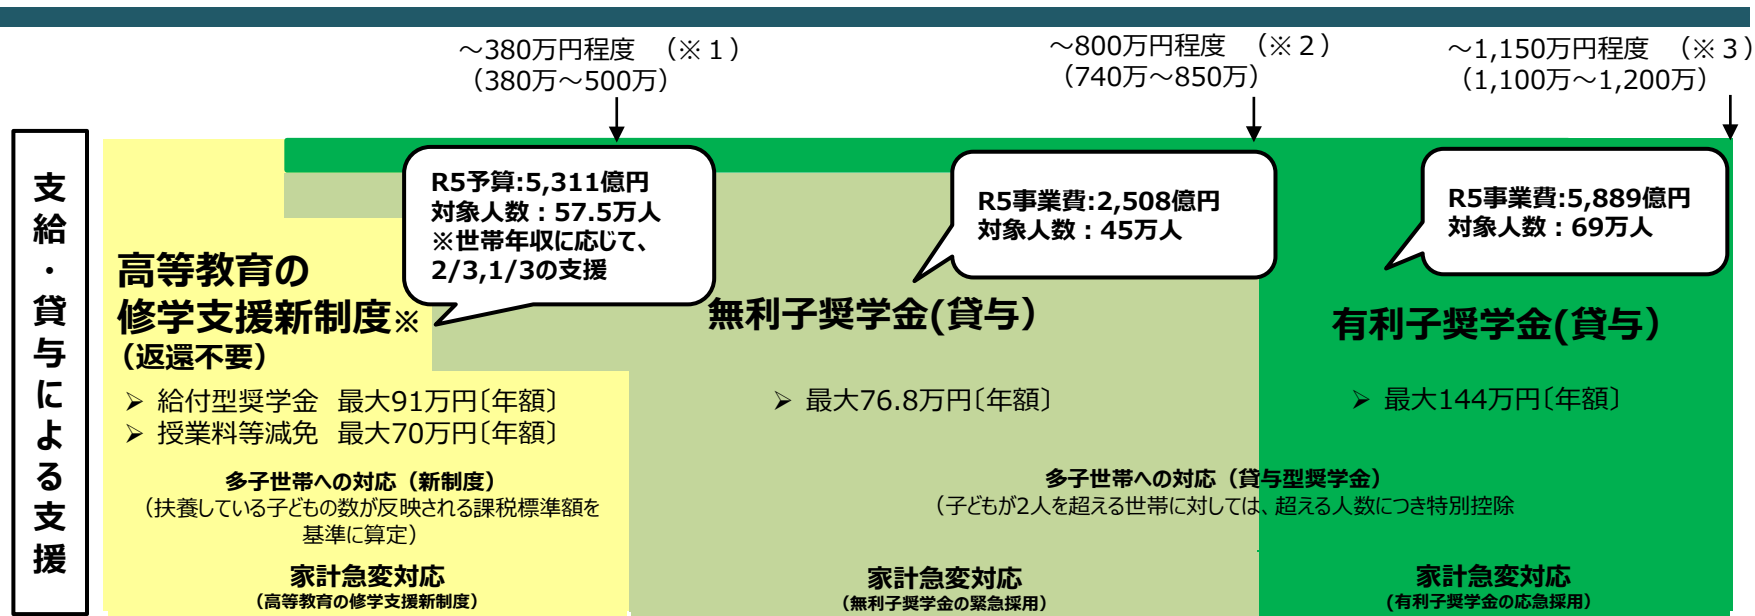 ～380万円程度　（※１）
（380万～500万）
～800万円程度　（※２）
（740万～850万）
～1,150万円程度　（※３）
（1,100万～1,200万）
支給・貸与による支援
R5予算:5,311億円
対象人数：57.5万人
※世帯年収に応じて、
2/3,1/3の支援
R5事業費:2,508億円
対象人数：45万人
R5事業費:5,889億円
対象人数：69万人
高等教育の
修学支援新制度※
（返還不要）
➢ 給付型奨学金　最大91万円〔年額〕
➢ 授業料等減免　最大70万円〔年額〕
多子世帯への対応（新制度）
（扶養している子どもの数が反映される課税標準額を
基準に算定）
家計急変対応
（高等教育の修学支援新制度）
無利子奨学金(貸与）
➢ 最大76.8万円〔年額〕
有利子奨学金(貸与）
➢ 最大144万円〔年額〕
多子世帯への対応（貸与型奨学金）
（子どもが2人を超える世帯に対しては、超える人数につき特別控除
家計急変対応
（無利子奨学金の緊急採用）
家計急変対応
(有利子奨学金の応急採用）